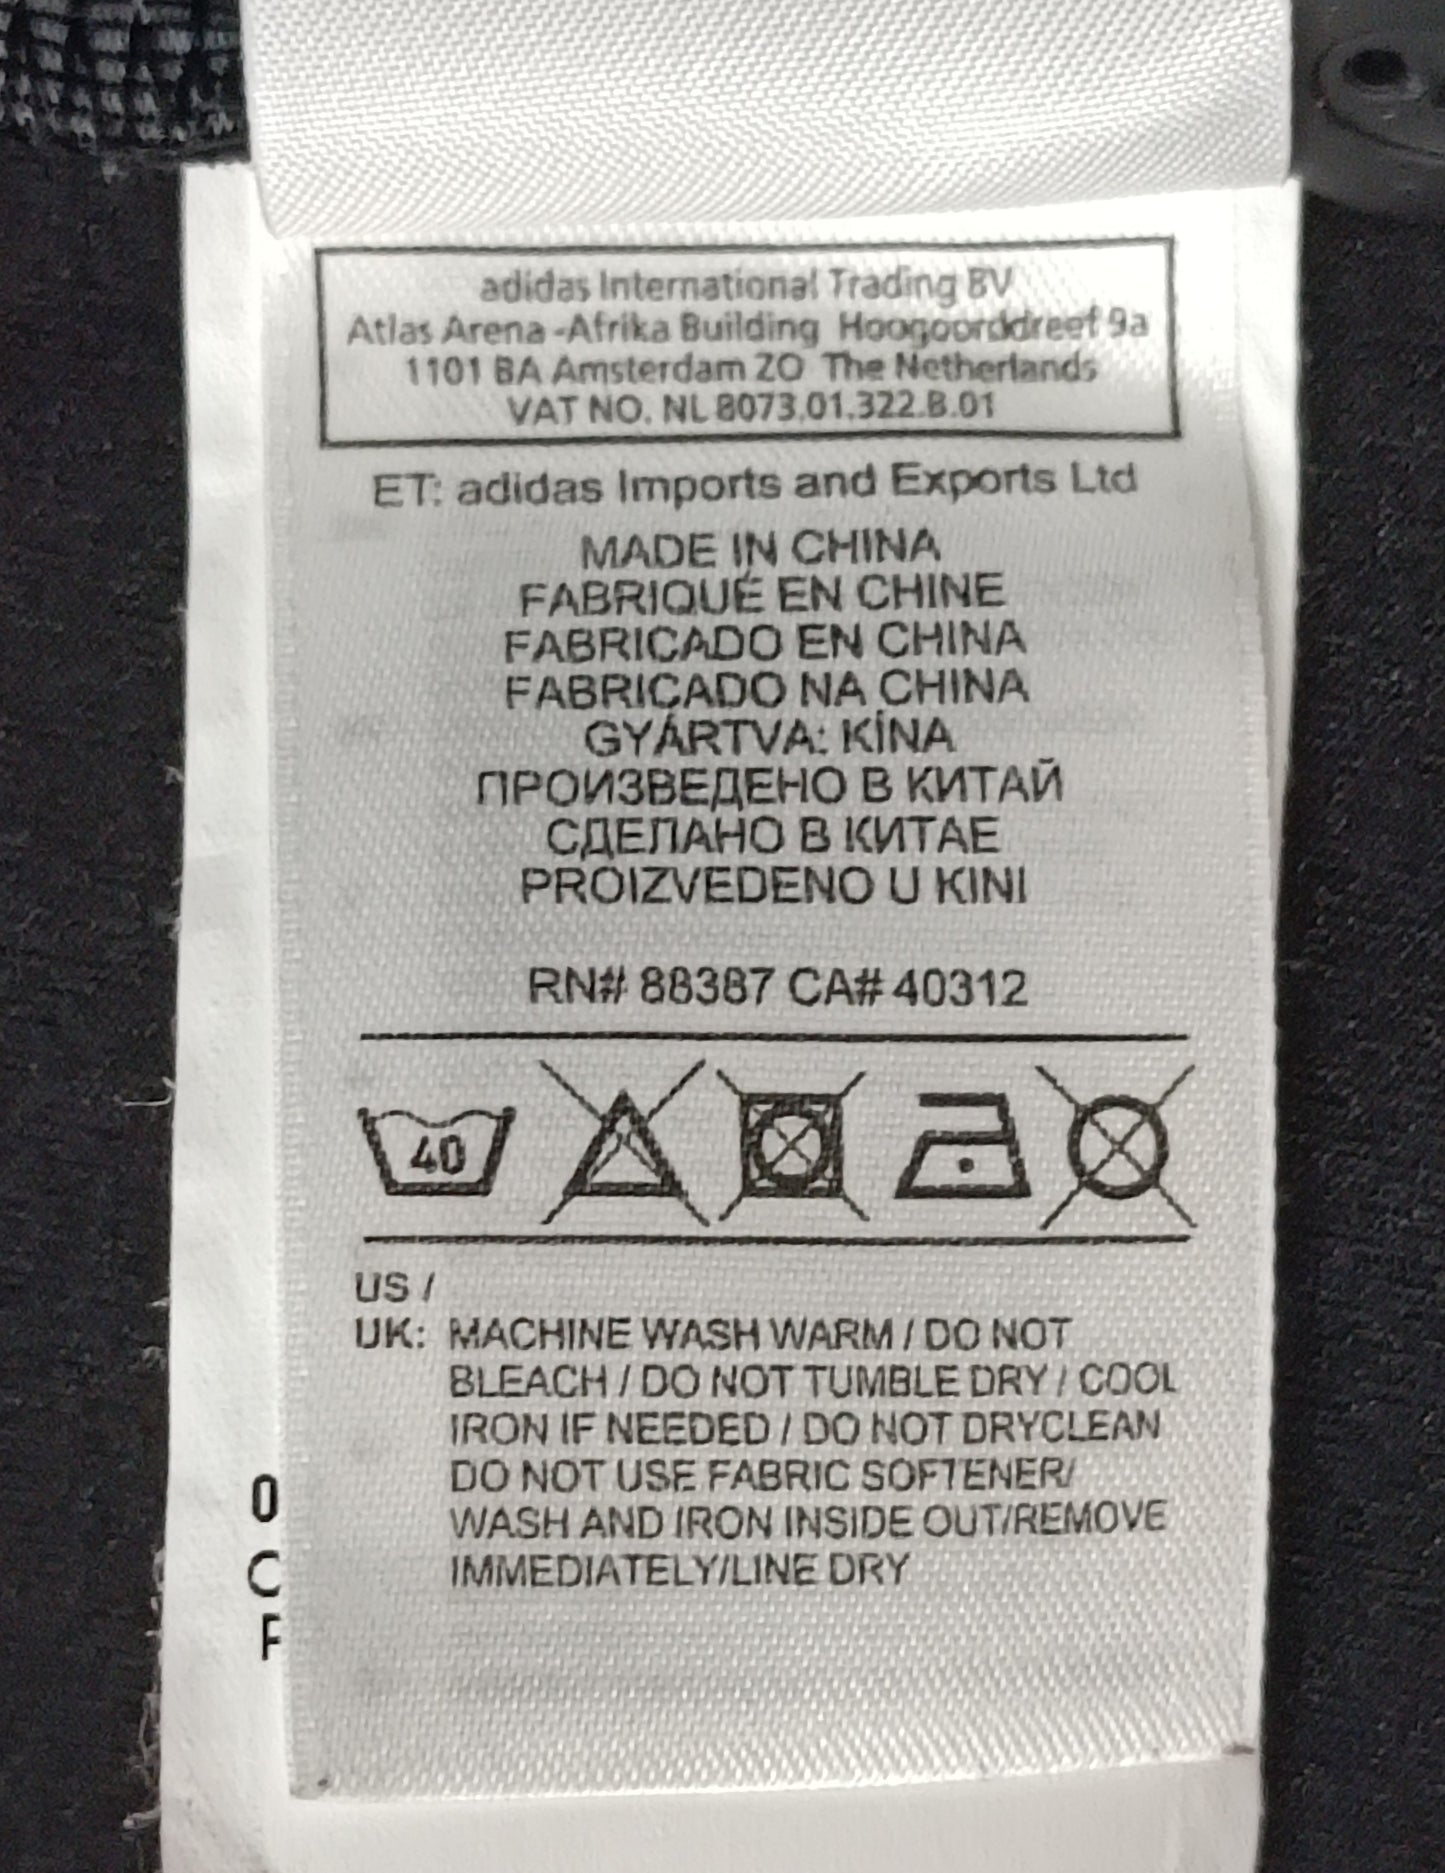 adidas International Trading BV
Atlas Arena -Afrika Building Hoogoorddreef 9a
1101 BA Amsterdam ZO The Netherlands
VAT NO. NL 8073.01.322.B.01
ET: adidas Imports and Exports Ltd
MADE IN CHINA
FABRIQUÉ EN CHINE
FABRICADO EN CHINA
FABRICADO NA CHINA
GYÁRTVA: KÍNA
ПРОИЗВЕДЕНО В КИТАЙ
СДЕЛАНО В КИТАЕ
PROIZVEDENO U KINI
RN# 88387 CA# 40312
40
US /
UK: MACHINE WASH WARM / DO NOT
BLEACH / DO NOT TUMBLE DRY / COOL
IRON IF NEEDED / DO NOT DRYCLEAN
DO NOT USE FABRIC SOFTENER/
WASH AND IRON INSIDE OUT/REMOVE
IMMEDIATELY/LINE DRY